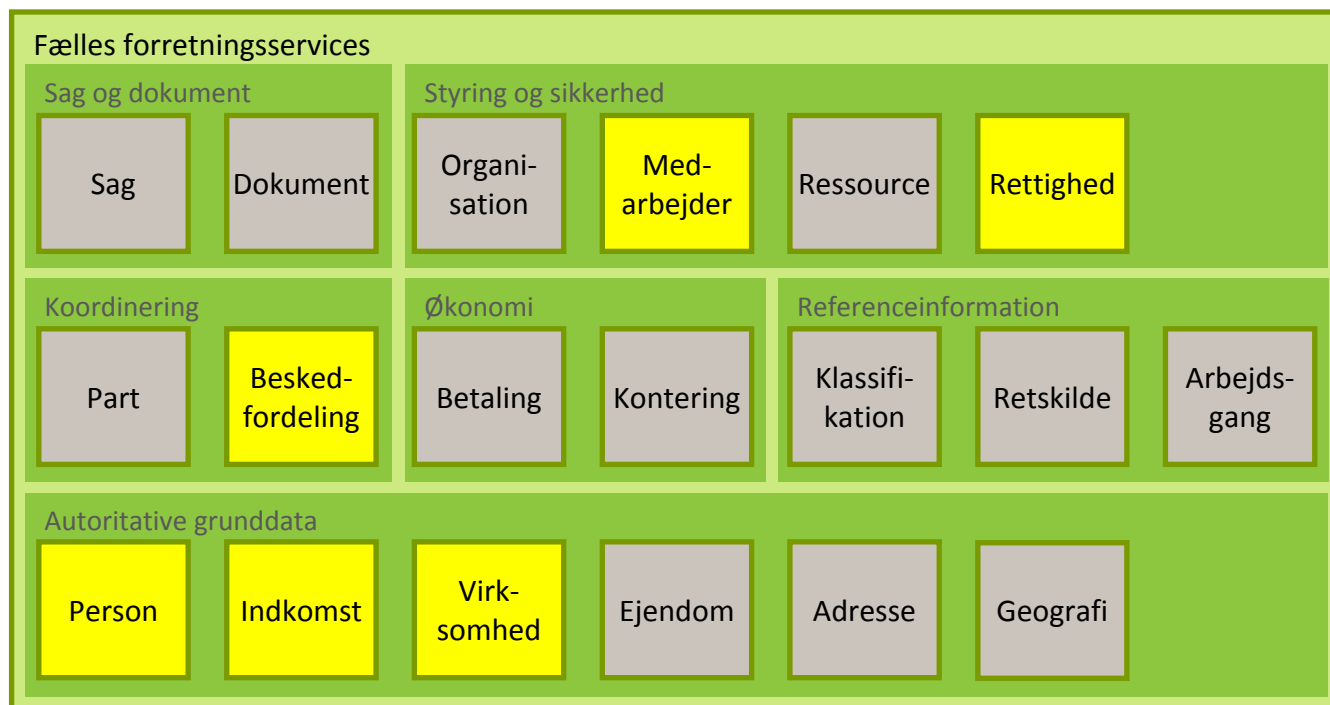 Fælles forretningsservices
Sag og dokument
Sag
Dokument
Styring og sikkerhed
Organi-
sation
Med-
arbejder
Ressource
Rettighed
Koordinering
Part
Besked-
fordeling
Økonomi
Betaling
Kontering
Referenceinformation
Klassifi-
kation
Retskilde
Arbejds-
gang
Autoritative grunddata
Person
Indkomst
Virk-
somhed
Ejendom
Adresse
Geografi